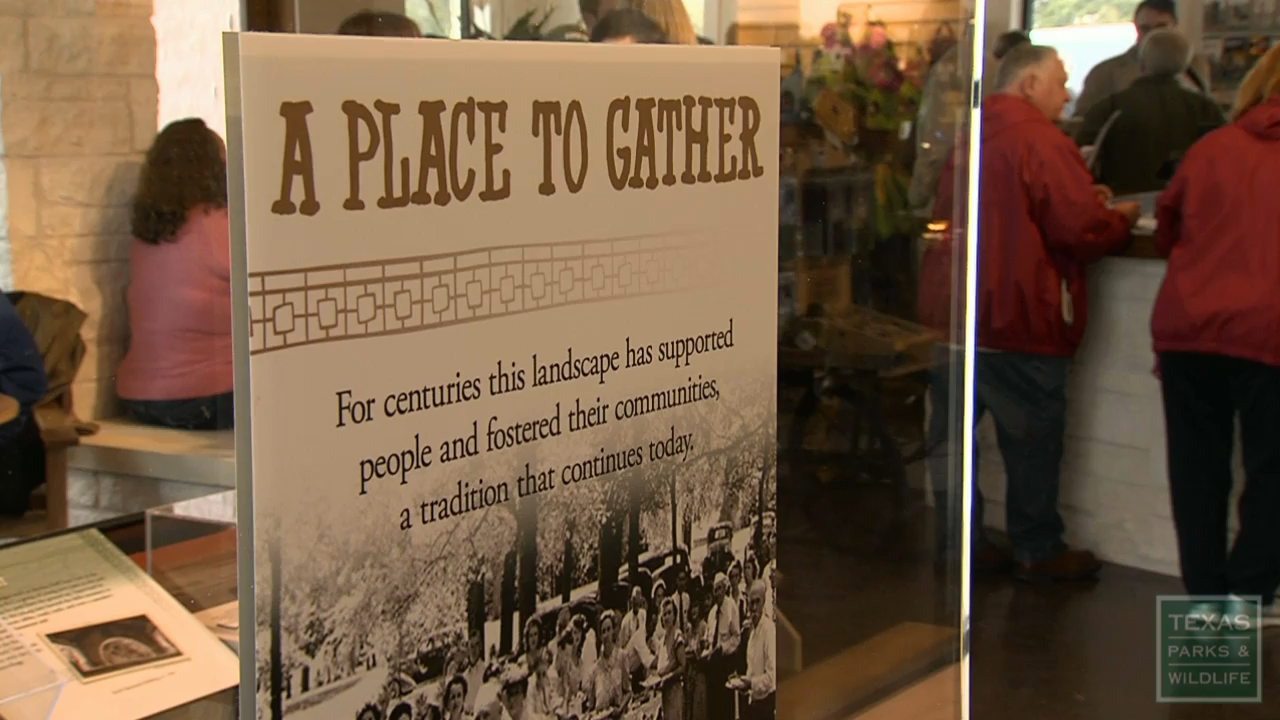 A PLACE TO GATHER
For centuries this landscape has supported
people and fostered their communities,
a tradition that continues today.
TEXAS
PARKS &
WILDLIFE